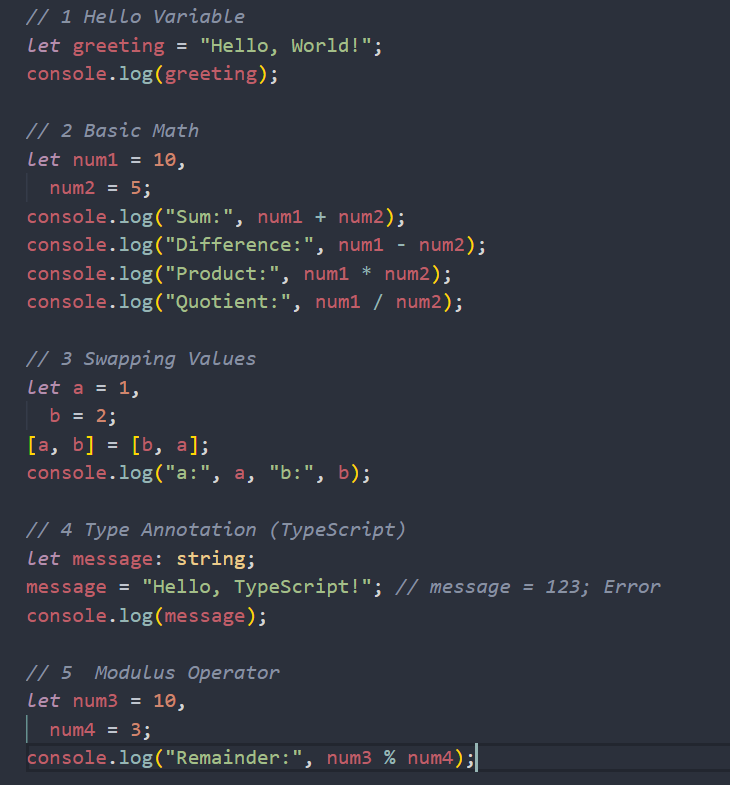 // 1 Hello Variable
let greeting = "Hello, World!";
console.log(greeting);

// 2 Basic Math
let num1 = 10,
  num2 = 5;
console.log("Sum:", num1 + num2);
console.log("Difference:", num1 - num2);
console.log("Product:", num1 * num2);
console.log("Quotient:", num1 / num2);

// 3 Swapping Values
let a = 1,
  b = 2;
[a, b] = [b, a];
console.log("a:", a, "b:", b);

// 4 Type Annotation (TypeScript)
let message: string;
message = "Hello, TypeScript!"; // message = 123; Error
console.log(message);

// 5  Modulus Operator
let num3 = 10,
  num4 = 3;
console.log("Remainder:", num3 % num4);